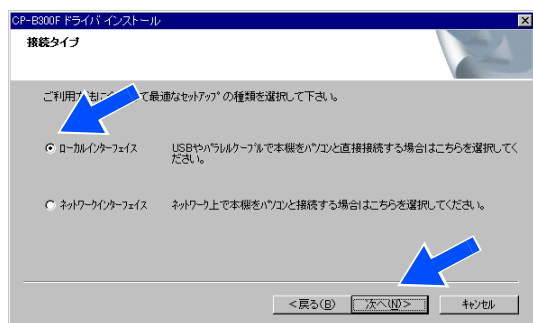 CP-B300F ドライバ インストール
接続タイプ
ご利用 て最適なセットアップの種類を選択して下さい。
ローカルインターフェイス
USBやパラレルケーブルで本機をパソコンと直接接続する場合はこちらを選択してく
ださい。
ネットワークインターフェイス
ネットワーク上で本機をパソコンと接続する場合はこちらを選択してください。
<戻る(B)
次へ(N)>
キャンセル